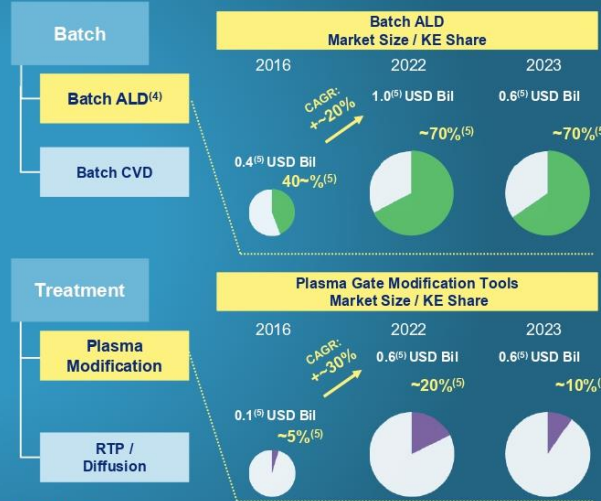 Batch
Batch ALD(4)
Batch CVD
Batch ALD
Market Size / KE Share
2016
2022
2023
CAGR:
+~20%
0.4(5) USD Bil
40~%(5)
1.0(5) USD Bil
~70%(5)
0.6(5) USD Bil
~70%(5)
Treatment
Plasma
Modification
RTP /
Diffusion
Plasma Gate Modification Tools
Market Size / KE Share
2016
2022
2023
CAGR:
+~30%
0.1(5) USD Bil
~5%(5)
0.6(5) USD Bil
~20%(5)
0.6(5) USD Bil
~10%(5